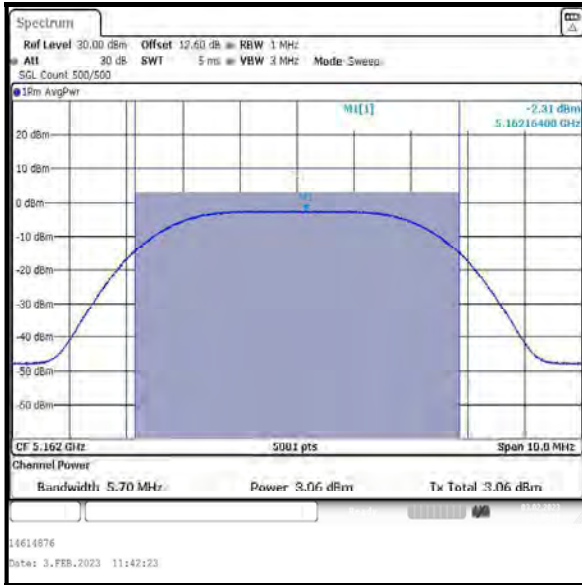 Spectrum
Ref Level 30.00 dBm Offset 12.60 dB RBW 1 MHz
Att 30 dB SWT 5 ms VBW 3 MHz Mode Sweep
SGL Count 500/500
1Rm AvgPwr
M1[1] -2.31 dBm
5.16216400 GHz
20 dBm
10 dBm
0 dBm
M1
-10 dBm
-20 dBm
-30 dBm
-40 dBm
-50 dBm
-60 dBm
CF 5.162 GHz 5001 pts Span 10.0 MHz
Channel Power
Bandwidth 5.70 MHz Power 3.06 dBm Tx Total 3.06 dBm
Ready 03.02.2023
14614876
Date: 3.FEB.2023 11:42:23